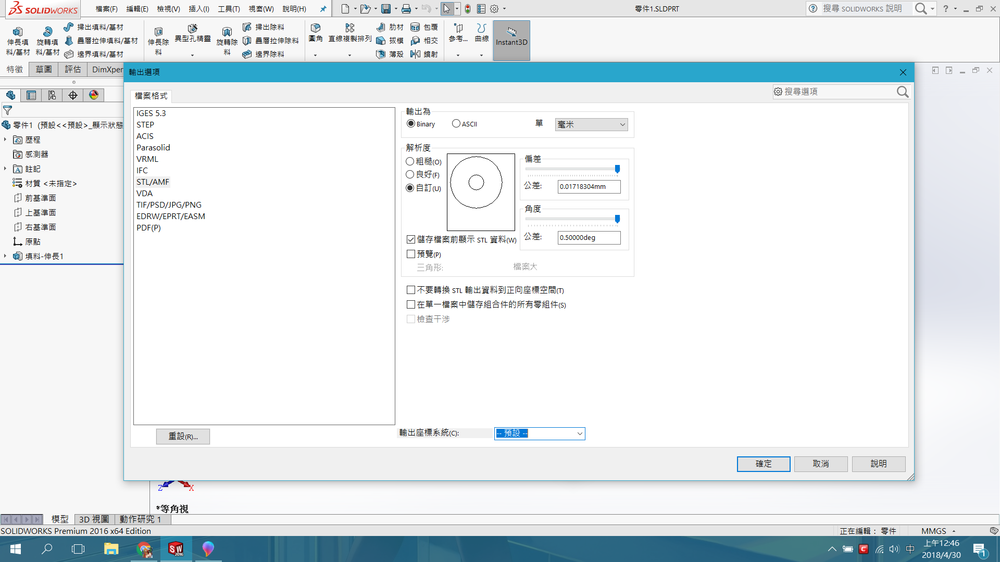 SOLIDWORKS
檔案(F) 編輯(E) 檢視(V) 插入(I) 工具(T) 視窗(W) 說明(H)
零件1.SLDPRT
搜尋 SOLIDWORKS 說明
伸長填料/基材
旋轉填料/基材
掃出填料/基材
疊層拉伸填料/基材
邊界填料/基材
伸長除料
異型孔精靈
旋轉除料
掃出除料
疊層拉伸除料
邊界除料
圓角
直線複製排列
肋材
拔模
薄殼
包覆
相交
鏡射
參考...
曲線
Instant3D
特徵 草圖 評估 DimXper
零件1 (預設<<預設>_顯示狀態
歷程
感測器
註記
材質 <未指定>
前基準面
上基準面
右基準面
原點
填料-伸長1
輸出選項
檔案格式
搜尋選項
IGES 5.3
STEP
ACIS
Parasolid
VRML
IFC
STL/AMF
VDA
TIF/PSD/JPG/PNG
EDRW/EPRT/EASM
PDF(P)
重設(R)...
輸出為
Binary ASCII 單 毫米
解析度
粗糙(O)
良好(F)
自訂(U)
偏差
公差: 0.01718304mm
角度
公差: 0.50000deg
儲存檔案前顯示 STL 資料(W)
預覽(P)
三角形: 檔案大
不要轉換 STL 輸出資料到正向座標空間(T)
在單一檔案中儲存組合件的所有零組件(S)
檢查干涉
輸出座標系統(C): -- 預設 --
確定 取消 說明
Z X
*等角視
模型 3D 視圖 動作研究 1
SOLIDWORKS Premium 2016 x64 Edition
正在編輯： 零件 MMGS
SW 2016
中
上午12:46
2018/4/30
1